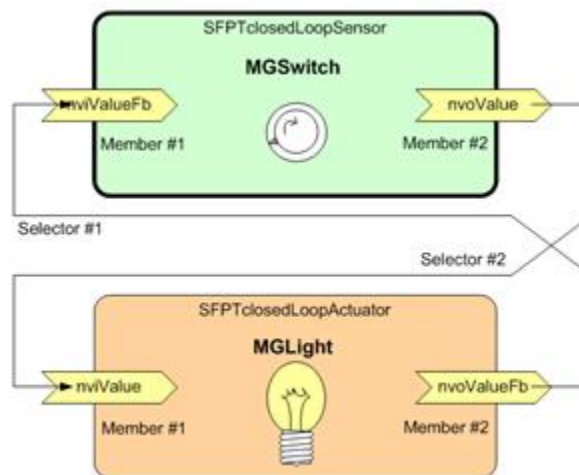 SFPTclosedLoopSensor
MGSwitch
nviValueFb
nvoValue
Member #1
Member #2
Selector #1
Selector #2
SFPTclosedLoopActuator
MGLight
nviValue
nvoValueFb
Member #1
Member #2